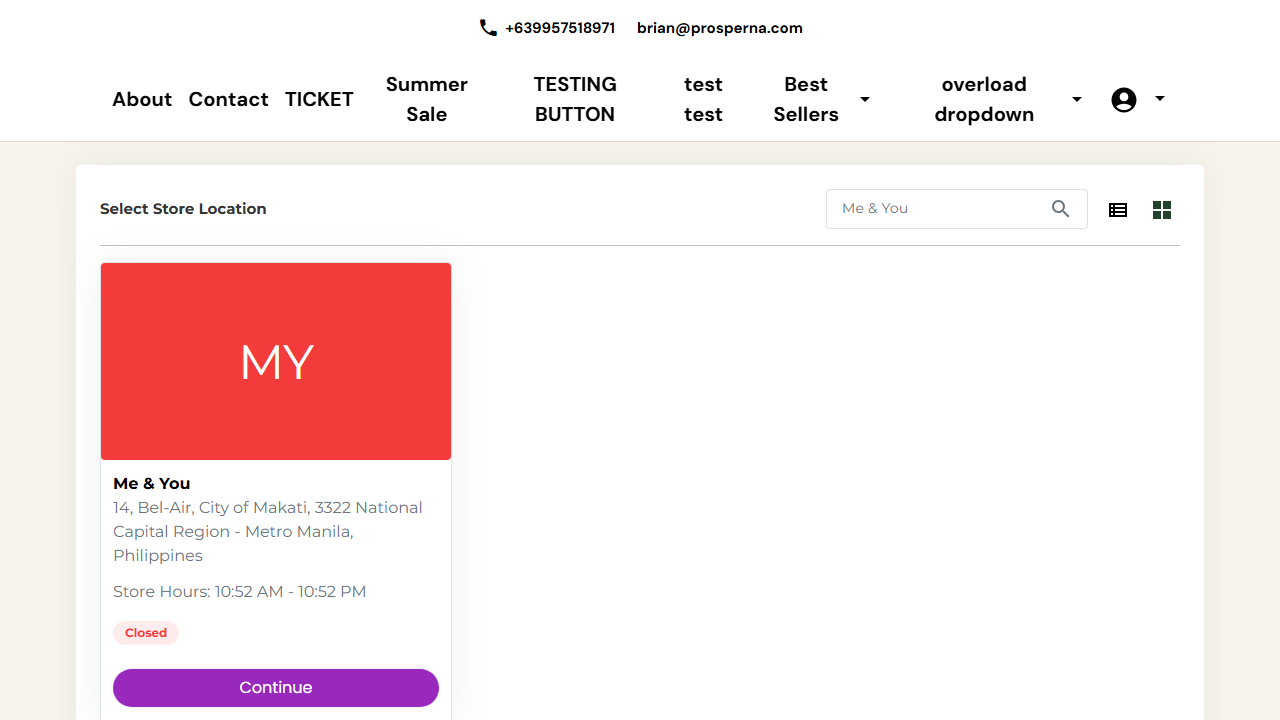 +639957518971 brian@prosperna.com
About Contact TICKET Summer Sale TESTING BUTTON test test Best Sellers overload dropdown
Select Store Location
Me & You
MY
Me & You
14, Bel-Air, City of Makati, 3322 National
Capital Region - Metro Manila,
Philippines
Store Hours: 10:52 AM - 10:52 PM
Closed
Continue